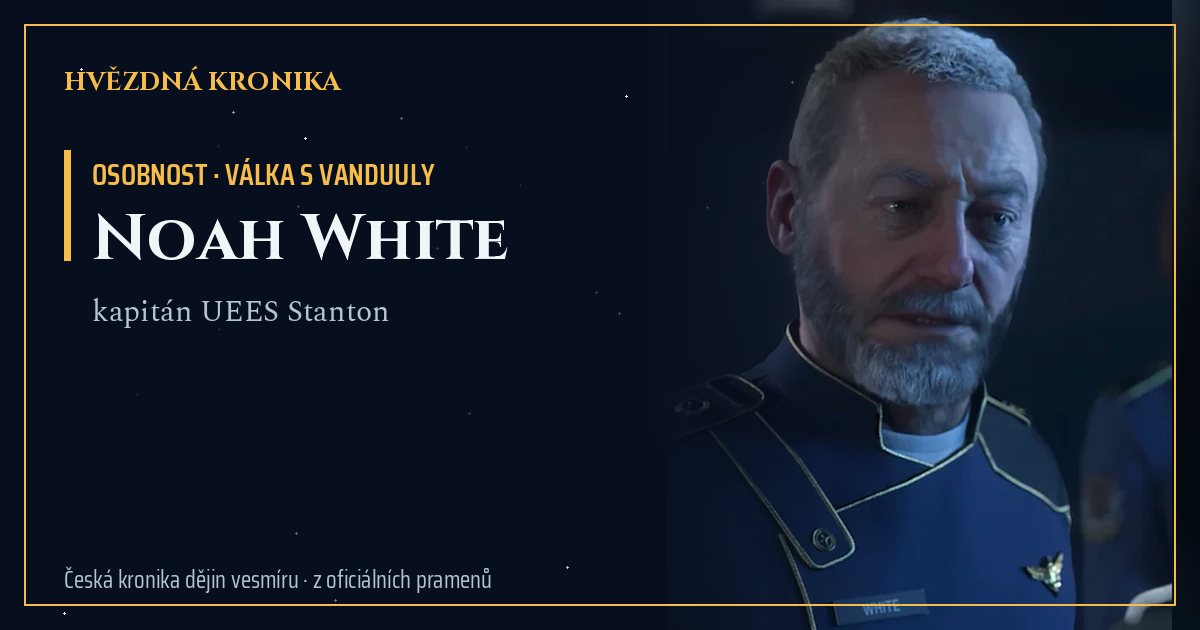 HVĚZDNÁ KRONIKA
OSOBNOST · VÁLKA S VANDUULY
NOAH WHITE
kapitán UEES Stanton
Česká kronika dějin vesmíru · z oficiálních pramenů
WHITE